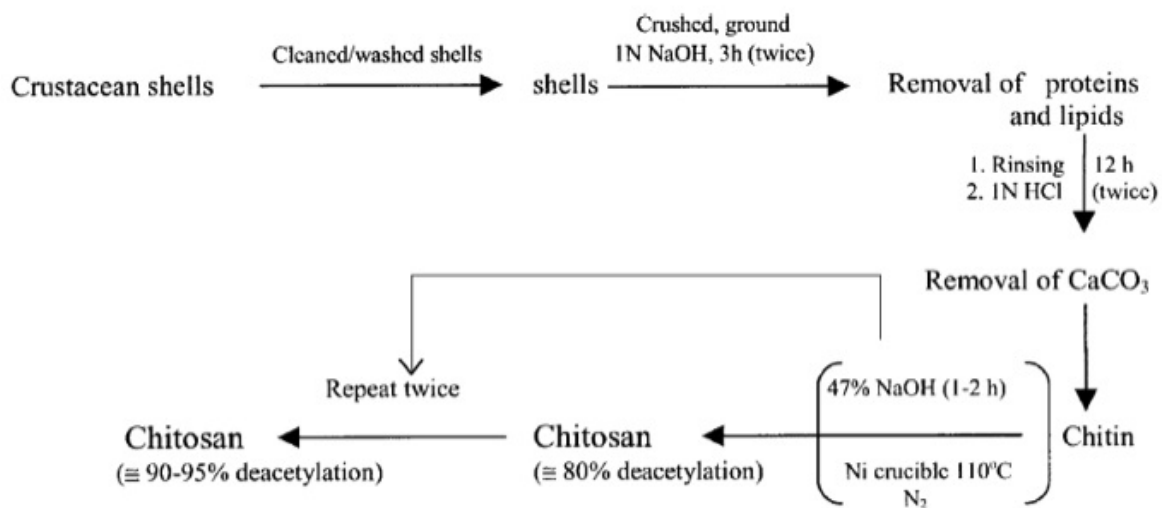 Crustacean shells
Cleaned/washed shells
shells
Crushed, ground
1N NaOH, 3h (twice)
Removal of proteins
and lipids
1. Rinsing
2. 1N HCl
12 h
(twice)
Removal of CaCO₃
Chitin
47% NaOH (1-2 h)
Ni crucible 110°C
N₂
Chitosan
(≅ 80% deacetylation)
Repeat twice
Chitosan
(≅ 90-95% deacetylation)